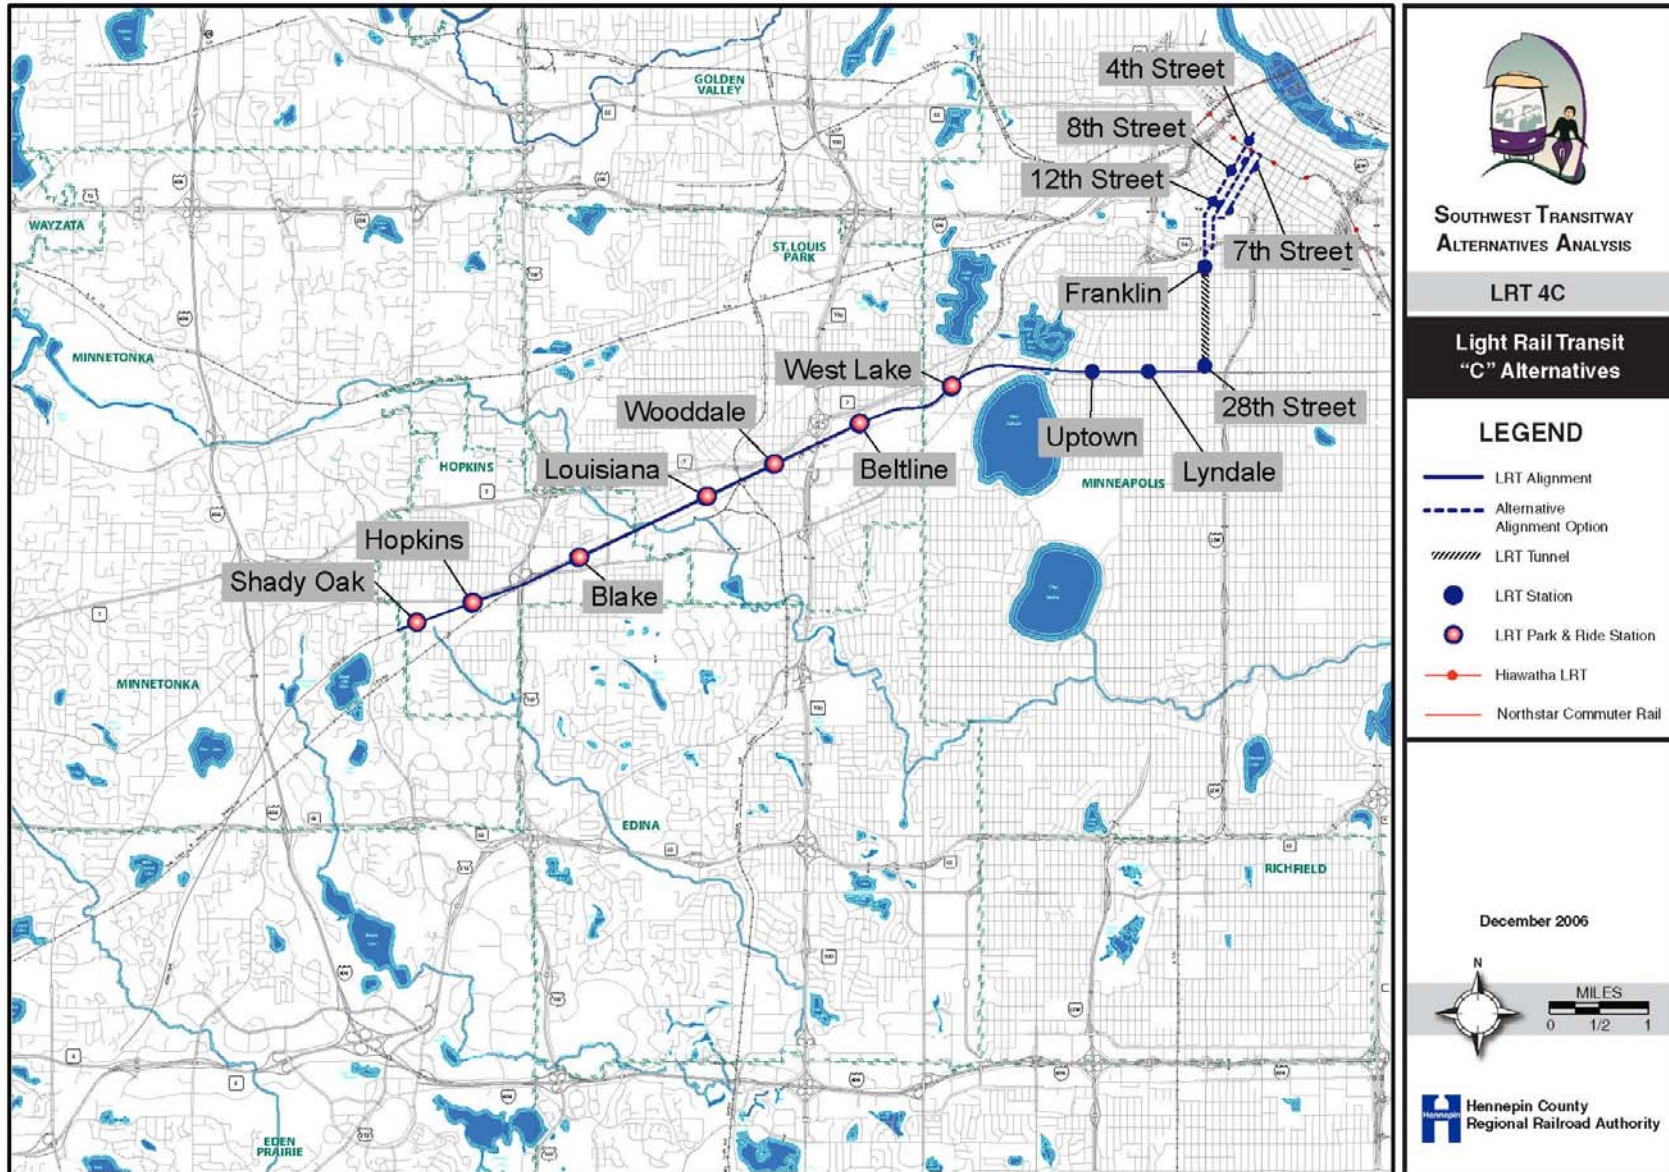 GOLDEN
VALLEY
4th Street
8th Street
12th Street
WAYZATA
ST. LOUIS
PARK
7th Street
Franklin
MINNETONKA
West Lake
Wooddale
28th Street
Uptown
Louisiana
HOPKINS
Beltline
Lyndale
MINNEAPOLIS
Hopkins
Shady Oak
Blake
MINNETONKA
EDINA
RICHFIELD
EDEN
PRAIRIE
SOUTHWEST TRANSITWAY
ALTERNATIVES ANALYSIS
LRT 4C
Light Rail Transit
“C” Alternatives
LEGEND
LRT Alignment
Alternative
Alignment Option
LRT Tunnel
LRT Station
LRT Park & Ride Station
Hiawatha LRT
Northstar Commuter Rail
December 2006
N
MILES
0 1/2 1
Hennepin
Hennepin County
Regional Railroad Authority